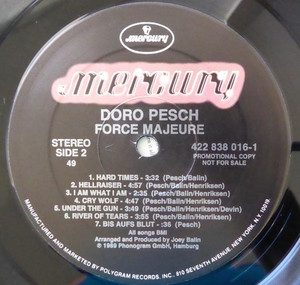 mercury
mercury
DORO PESCH
FORCE MAJEURE
STEREO
SIDE 2
49
422 838 016-1
PROMOTIONAL COPY
NOT FOR SALE
1. HARD TIMES - 3:32 (Pesch/Balin)
2. HELLRAISER - 4:57 (Pesch/Balin/Henriksen)
3. I AM WHAT I AM - 2:35 (Pesch/Balin/Henriksen)
4. CRY WOLF - 4:47 (Pesch/Balin/Henriksen)
5. UNDER THE GUN - 3:49 (Pesch/Balin/Henriksen/Devin)
6. RIVER OF TEARS - 3:55 (Pesch/Balin/Henriksen)
7. BIS AUFS BLUT - :35 (Pesch)
All songs BMI
Arranged and Produced by Joey Balin
© 1989 Phonogram GmbH, Hamburg
MANUFACTURED AND MARKETED BY POLYGRAM RECORDS, INC. 810 SEVENTH AVENUE, NEW YORK, N.Y. 10019